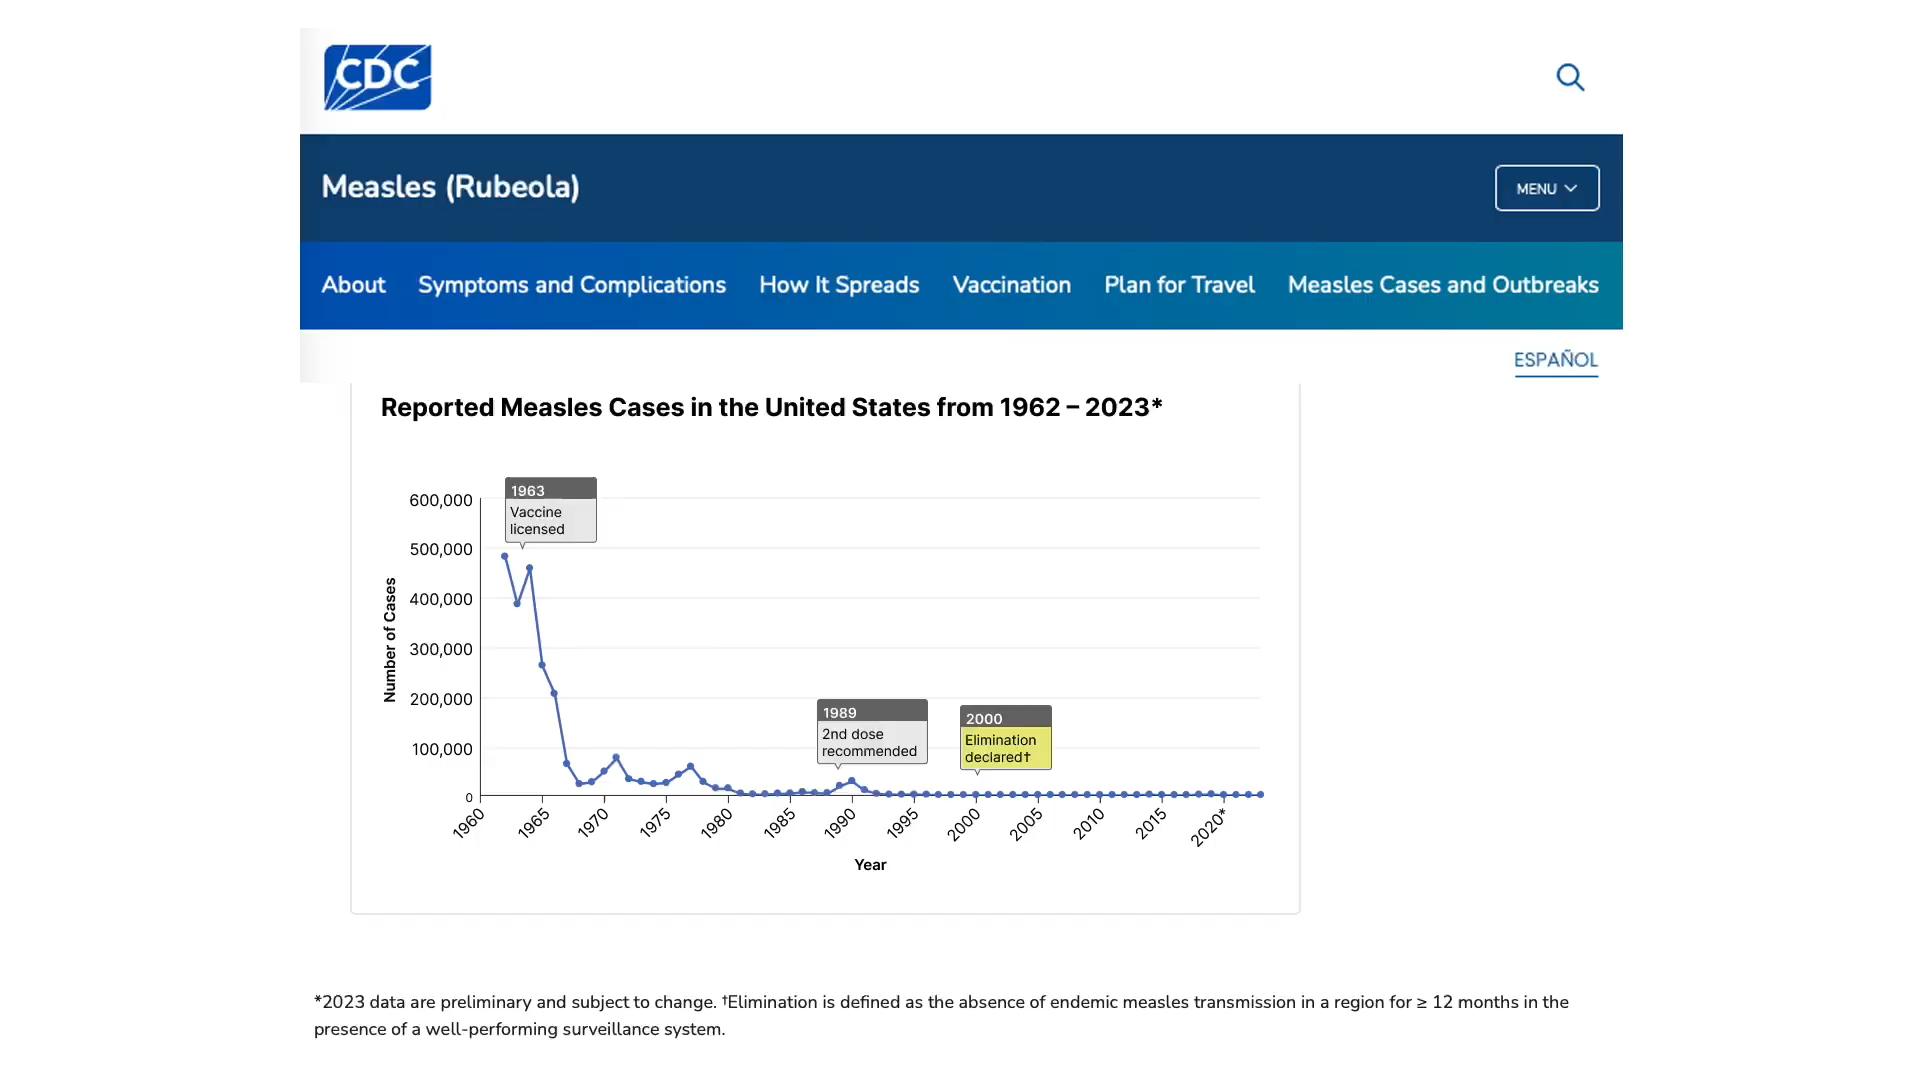 CDC
Measles (Rubeola)
MENU
About Symptoms and Complications How It Spreads Vaccination Plan for Travel Measles Cases and Outbreaks
ESPAÑOL
Reported Measles Cases in the United States from 1962 – 2023*
1963
Vaccine
licensed
1989
2nd dose
recommended
2000
Elimination
declared†
Number of Cases
600,000
500,000
400,000
300,000
200,000
100,000
0
1960 1965 1970 1975 1980 1985 1990 1995 2000 2005 2010 2015 2020*
Year
*2023 data are preliminary and subject to change. †Elimination is defined as the absence of endemic measles transmission in a region for ≥ 12 months in the
presence of a well-performing surveillance system.